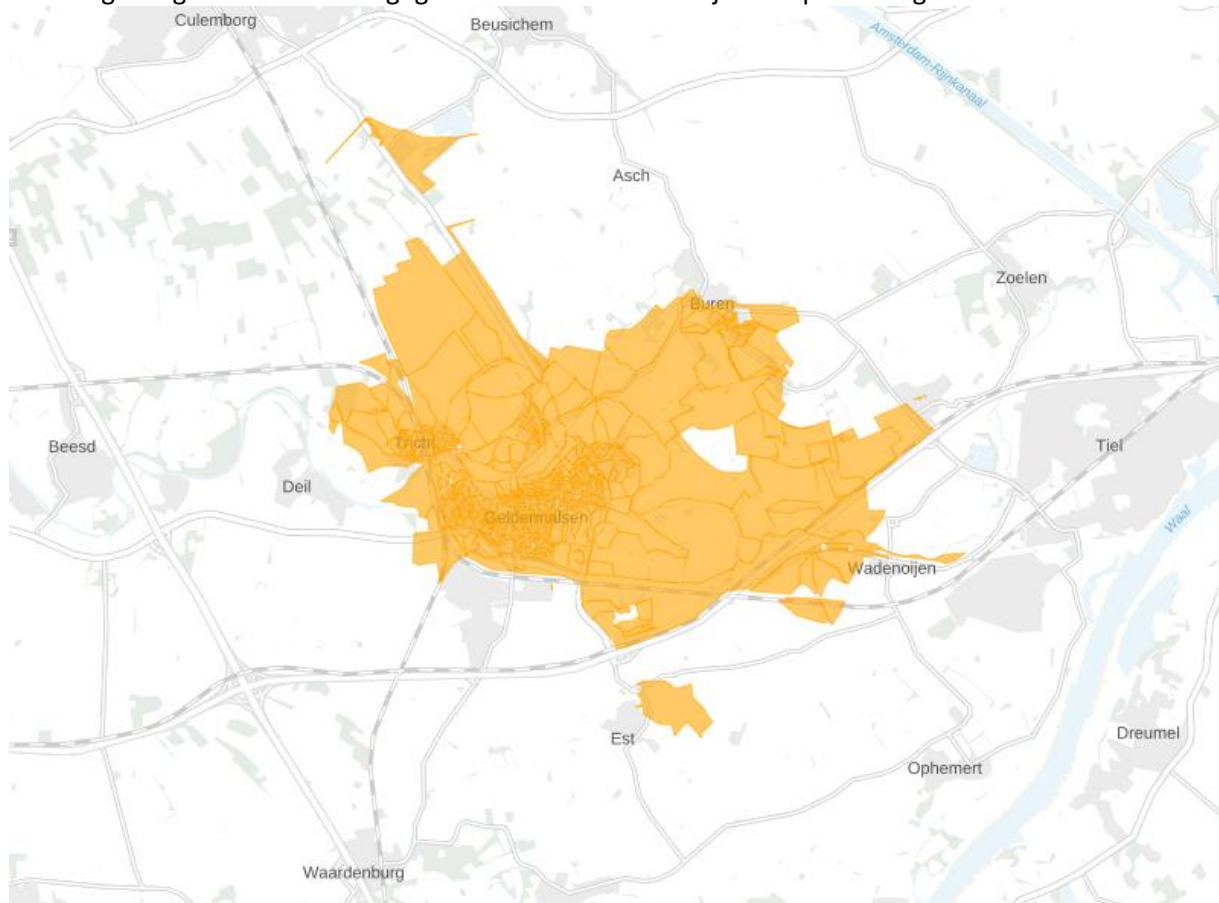 Culemborg
Beusichem
Amsterdam-Rijnkanaal
Asch
Zoelen
Buren
Tricht
Beesd
Tiel
Deil
Geldermalsen
Waal
Wadenoijen
Est
Dreumel
Ophemert
Waardenburg